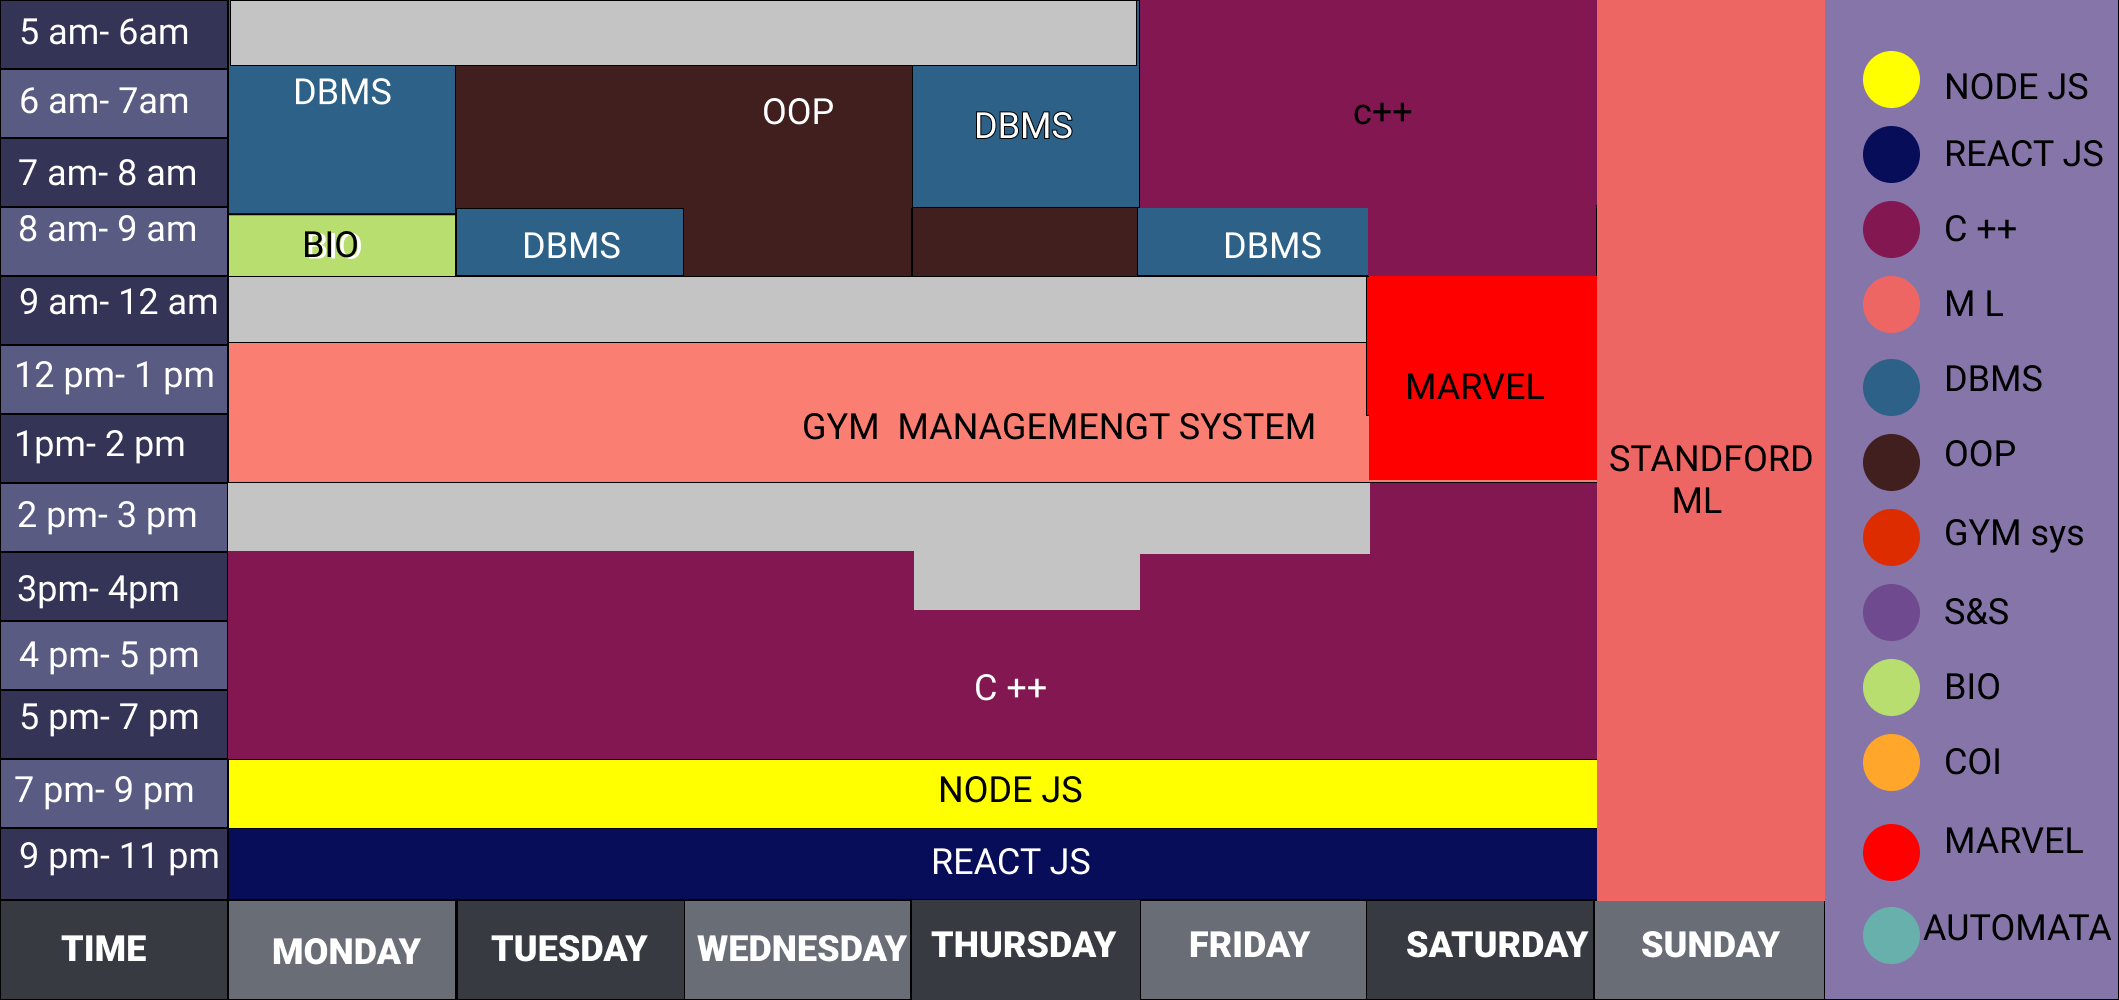 5 am- 6am
6 am- 7am
7 am- 8 am
8 am- 9 am
9 am- 12 am
12 pm- 1 pm
1pm- 2 pm
2 pm- 3 pm
3pm- 4pm
4 pm- 5 pm
5 pm- 7 pm
7 pm- 9 pm
9 pm- 11 pm
DBMS
OOP
DBMS
c++
BIO
DBMS
DBMS
MARVEL
GYM  MANAGEMENGT SYSTEM
STANDFORD
ML
C ++
NODE JS
REACT JS
TIME
MONDAY
TUESDAY
WEDNESDAY
THURSDAY
FRIDAY
SATURDAY
SUNDAY
NODE JS
REACT JS
C ++
M L
DBMS
OOP
GYM sys
S&S
BIO
COI
MARVEL
AUTOMATA